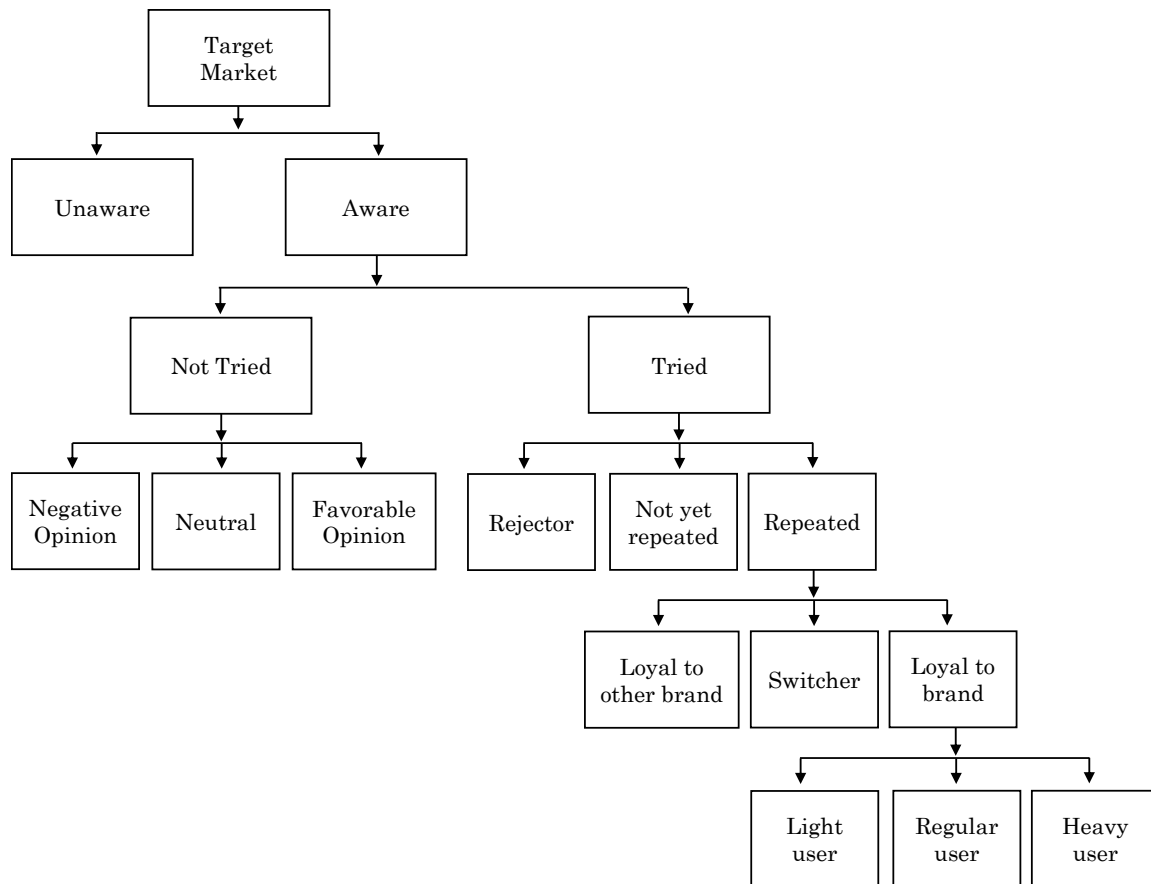 Target
Market
Unaware
Aware
Not Tried
Tried
Negative
Opinion
Neutral
Favorable
Opinion
Rejector
Not yet
repeated
Repeated
Loyal to
other brand
Switcher
Loyal to
brand
Light
user
Regular
user
Heavy
user